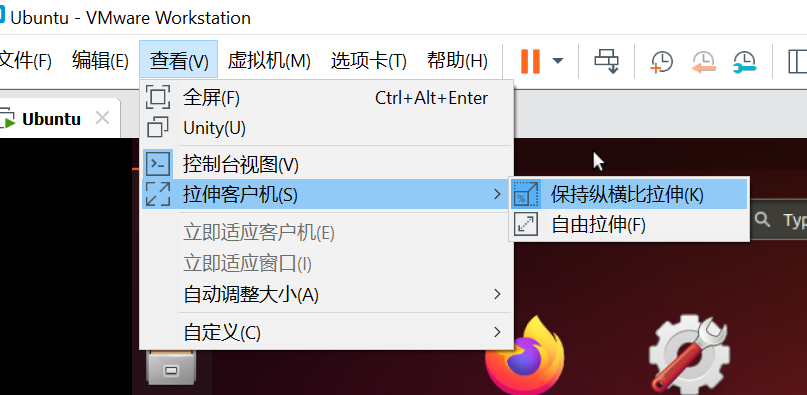 Ubuntu - VMware Workstation
文件(F) 编辑(E) 查看(V) 虚拟机(M) 选项卡(T) 帮助(H)
Ubuntu
全屏(F) Ctrl+Alt+Enter
Unity(U)
控制台视图(V)
拉伸客户机(S)
保持纵横比拉伸(K)
自由拉伸(F)
Typ
立即适应客户机(E)
立即适应窗口(I)
自动调整大小(A)
自定义(C)